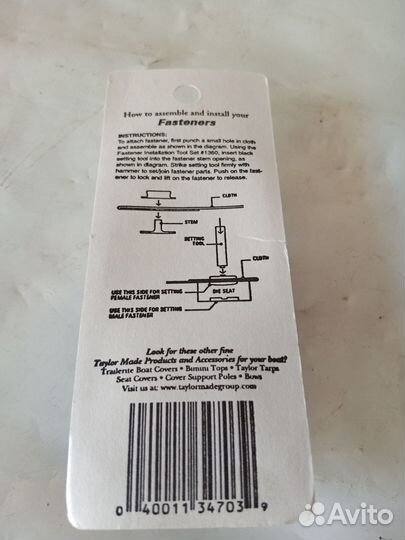 How to assemble and install your
Fasteners
INSTRUCTIONS:
To attach fastener, first punch a small hole in cloth
and assemble as shown in the diagram. Using the
Fastener Installation Tool Set #1360, insert black
setting tool into the fastener stem opening, as
shown in diagram. Strike setting tool firmly with
hammer to set/join fastener parts. Push on the fast-
ener to lock and lift on the fastener to release.
CLOTH
STEM
SETTING
TOOL
CLOTH
USE THIS SIDE FOR SETTING
FEMALE FASTENER
DIE SEAT
USE THIS SIDE FOR SETTING
MALE FASTENER
Look for these other fine
Taylor Made Products and Accessories for your boat!
Trailerite Boat Covers • Bimini Tops • Taylor Tarps
Seat Covers • Cover Support Poles • Bows
Visit us at: www.taylormadegroup.com
0 40011 34703 9
Avito